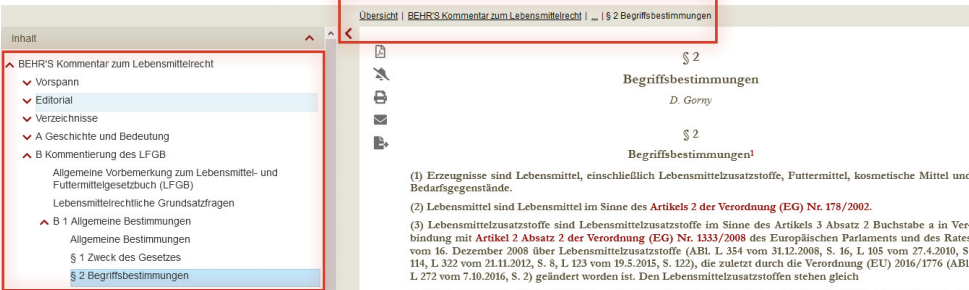 Übersicht | BEHR'S Kommentar zum Lebensmittelrecht | ... | § 2 Begriffsbestimmungen
Inhalt
BEHR'S Kommentar zum Lebensmittelrecht
Vorspann
Editorial
Verzeichnisse
A Geschichte und Bedeutung
B Kommentierung des LFGB
Allgemeine Vorbemerkung zum Lebensmittel- und
Futtermittelgesetzbuch (LFGB)
Lebensmittelrechtliche Grundsatzfragen
B 1 Allgemeine Bestimmungen
Allgemeine Bestimmungen
§ 1 Zweck des Gesetzes
§ 2 Begriffsbestimmungen
§ 2
Begriffsbestimmungen
D. Gorny
§ 2
Begriffsbestimmungen¹
(1) Erzeugnisse sind Lebensmittel, einschließlich Lebensmittelzusatzstoffe, Futtermittel, kosmetische Mittel und
Bedarfsgegenstände.
(2) Lebensmittel sind Lebensmittel im Sinne des Artikels 2 der Verordnung (EG) Nr. 178/2002.
(3) Lebensmittelzusatzstoffe sind Lebensmittelzusatzstoffe im Sinne des Artikels 3 Absatz 2 Buchstabe a in Ver-
bindung mit Artikel 2 Absatz 2 der Verordnung (EG) Nr. 1333/2008 des Europäischen Parlaments und des Rates
vom 16. Dezember 2008 über Lebensmittelzusatzstoffe (ABl. L 354 vom 31.12.2008, S. 16, L 105 vom 27.4.2010, S.
114, L 322 vom 21.11.2012, S. 8, L 123 vom 19.5.2015, S. 122), die zuletzt durch die Verordnung (EU) 2016/1776 (ABl.
L 272 vom 7.10.2016, S. 2) geändert worden ist. Den Lebensmittelzusatzstoffen stehen gleich